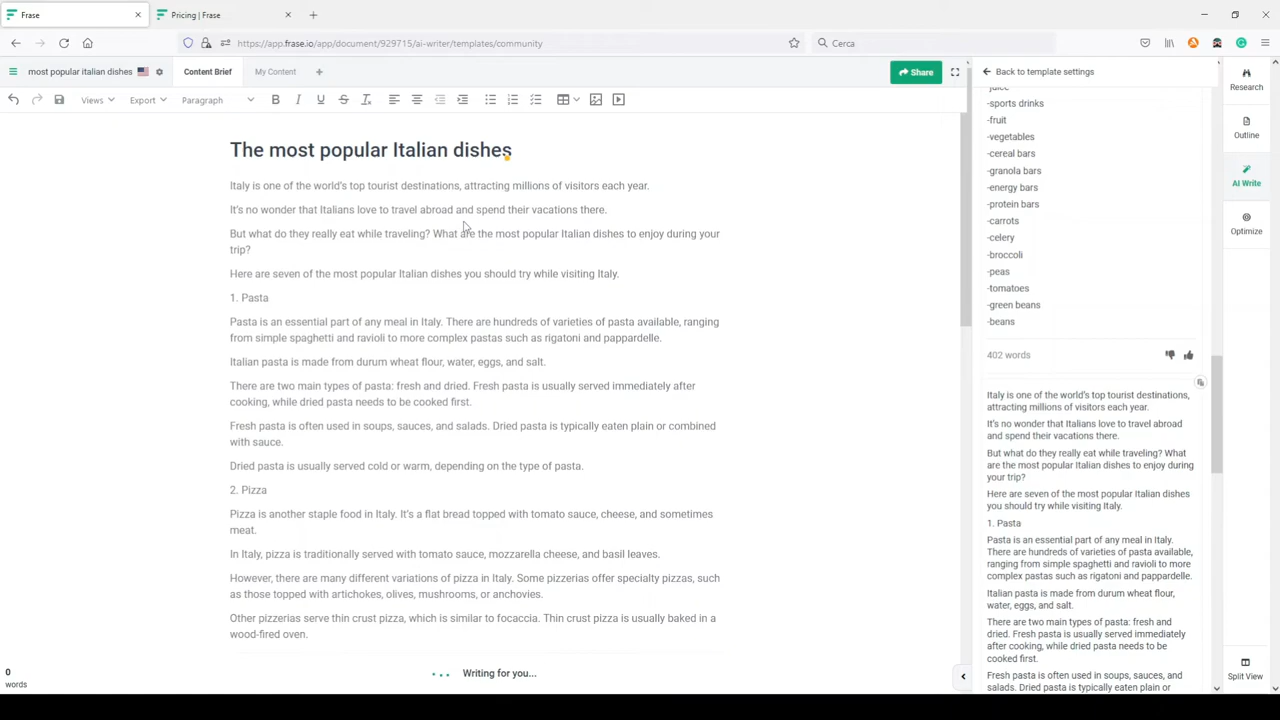 Frase
Pricing | Frase
https://app.frase.io/app/document/929715/ai-writer/templates/community
Cerca
most popular italian dishes
Content Brief
My Content
Share
Back to template settings
Research
Views
Export
Paragraph
The most popular Italian dishes
Italy is one of the world's top tourist destinations, attracting millions of visitors each year.
It's no wonder that Italians love to travel abroad and spend their vacations there.
But what do they really eat while traveling? What are the most popular Italian dishes to enjoy during your
trip?
Here are seven of the most popular Italian dishes you should try while visiting Italy.
1. Pasta
Pasta is an essential part of any meal in Italy. There are hundreds of varieties of pasta available, ranging
from simple spaghetti and ravioli to more complex pastas such as rigatoni and pappardelle.
Italian pasta is made from durum wheat flour, water, eggs, and salt.
There are two main types of pasta: fresh and dried. Fresh pasta is usually served immediately after
cooking, while dried pasta needs to be cooked first.
Fresh pasta is often used in soups, sauces, and salads. Dried pasta is typically eaten plain or combined
with sauce.
Dried pasta is usually served cold or warm, depending on the type of pasta.
2. Pizza
Pizza is another staple food in Italy. It's a flat bread topped with tomato sauce, cheese, and sometimes
meat.
In Italy, pizza is traditionally served with tomato sauce, mozzarella cheese, and basil leaves.
However, there are many different variations of pizza in Italy. Some pizzerias offer specialty pizzas, such
as those topped with artichokes, olives, mushrooms, or anchovies.
Other pizzerias serve thin crust pizza, which is similar to focaccia. Thin crust pizza is usually baked in a
wood-fired oven.
0
words
Writing for you...
-juice
-sports drinks
-fruit
-vegetables
-cereal bars
-granola bars
-energy bars
-protein bars
-carrots
-celery
-broccoli
-peas
-tomatoes
-green beans
-beans
402 words
Italy is one of the world's top tourist destinations,
attracting millions of visitors each year.
It's no wonder that Italians love to travel abroad
and spend their vacations there.
But what do they really eat while traveling? What
are the most popular Italian dishes to enjoy during
your trip?
Here are seven of the most popular Italian dishes
you should try while visiting Italy.
1. Pasta
Pasta is an essential part of any meal in Italy.
There are hundreds of varieties of pasta available,
ranging from simple spaghetti and ravioli to more
complex pastas such as rigatoni and pappardelle.
Italian pasta is made from durum wheat flour,
water, eggs, and salt.
There are two main types of pasta: fresh and
dried. Fresh pasta is usually served immediately
after cooking, while dried pasta needs to be
cooked first.
Fresh pasta is often used in soups, sauces, and
salads. Dried pasta is typically eaten plain or
Outline
AI Write
Optimize
Split View